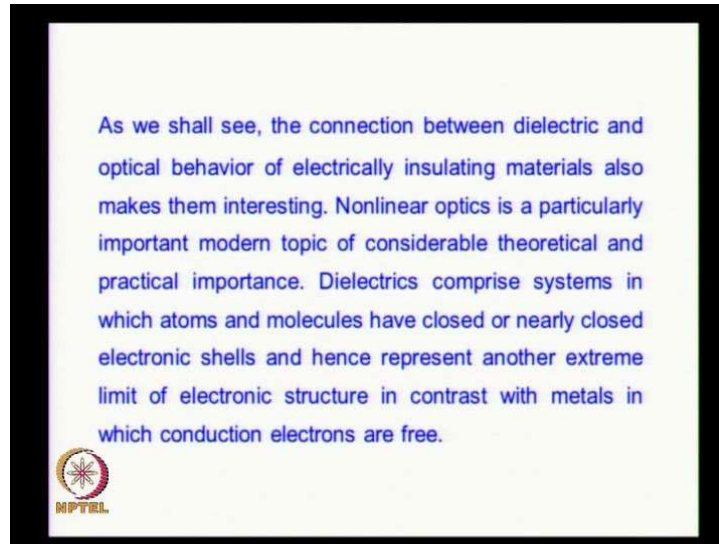 As we shall see, the connection between dielectric and
optical behavior of electrically insulating materials also
makes them interesting. Nonlinear optics is a particularly
important modern topic of considerable theoretical and
practical importance. Dielectrics comprise systems in
which atoms and molecules have closed or nearly closed
electronic shells and hence represent another extreme
limit of electronic structure in contrast with metals in
which conduction electrons are free.
NPTEL